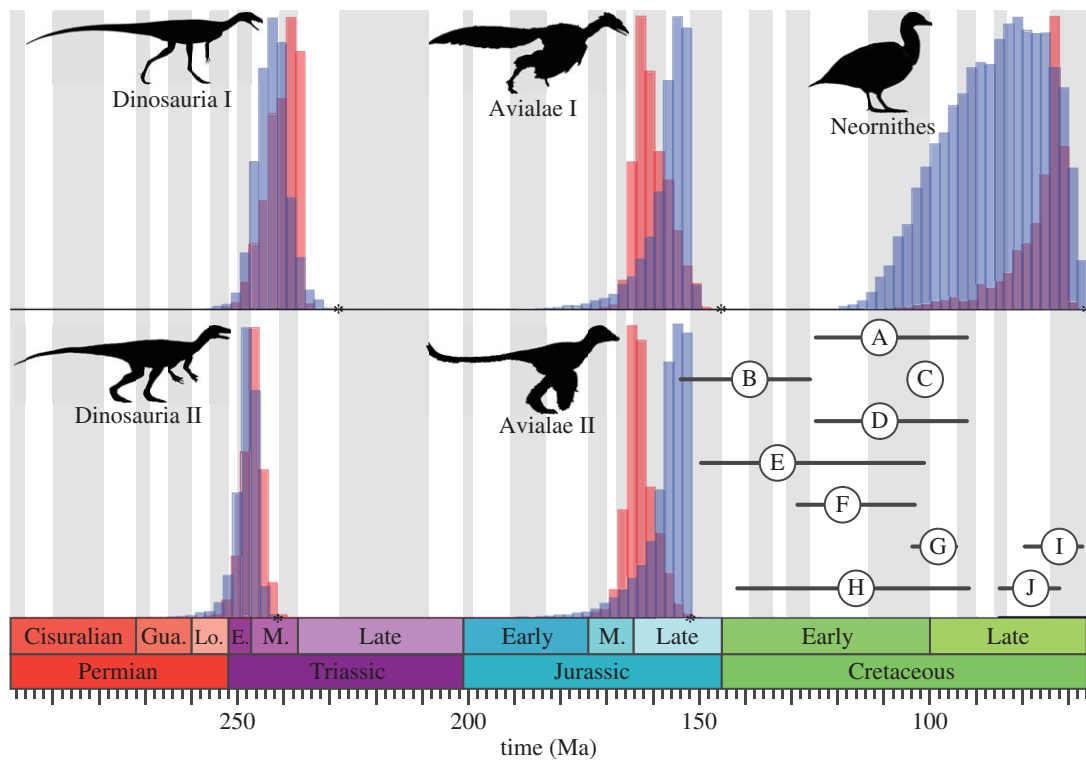 Dinosauria I
Avialae I
Neornithes
*
*
*
Dinosauria II
Avialae II
A
B
C
D
E
F
G
I
H
J
*
*
Cisuralian Gua. Lo. E. M. Late Early M. Late Early Late
Permian Triassic Jurassic Cretaceous
250 200 150 100
time (Ma)